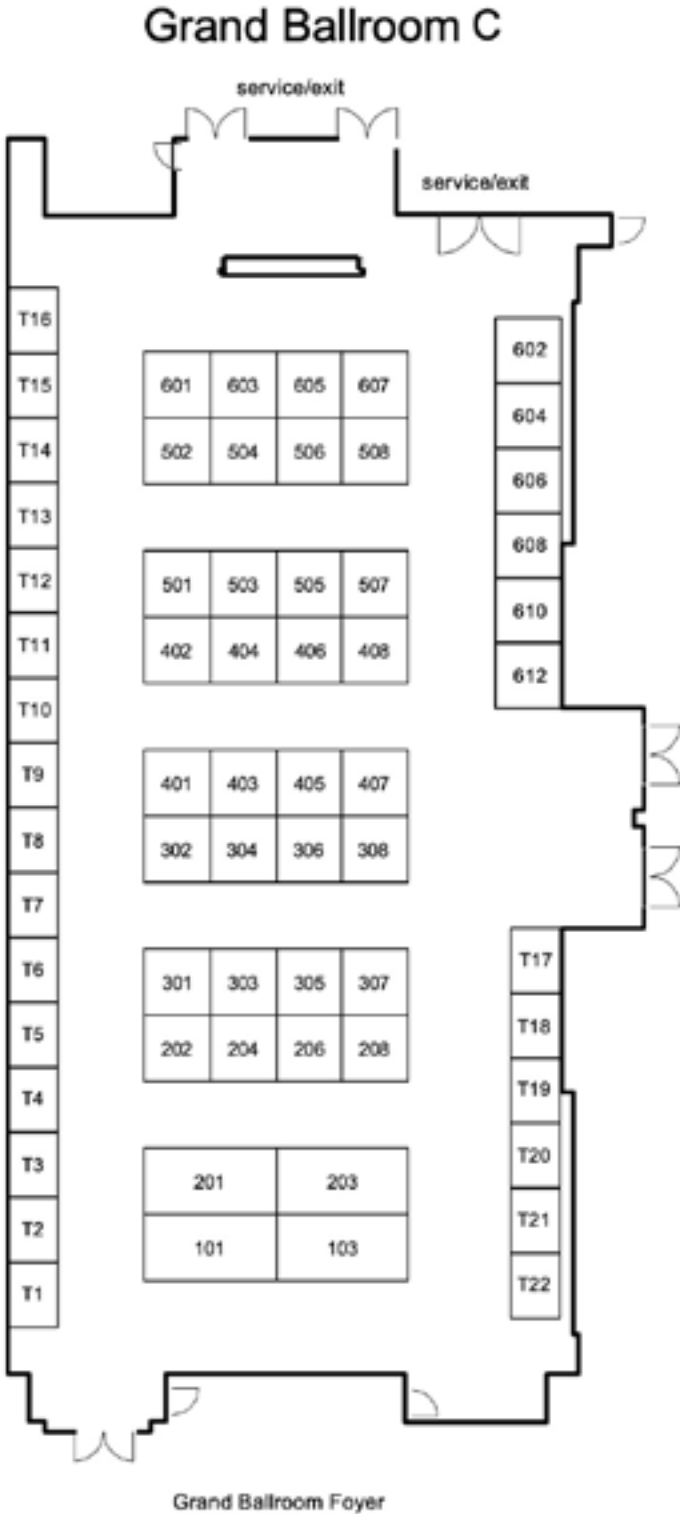 Grand Ballroom C
service/exit
service/exit
T16
602
T15
601 603 605 607
604
T14
502 504 506 508
606
T13
608
T12
501 503 505 507
610
T11
402 404 406 408
612
T10
T9
401 403 405 407
T8
302 304 306 308
T7
T17
T6
301 303 305 307
T18
T5
202 204 206 208
T19
T4
T20
T3
201 203
T21
T2
101 103
T22
T1
Grand Ballroom Foyer